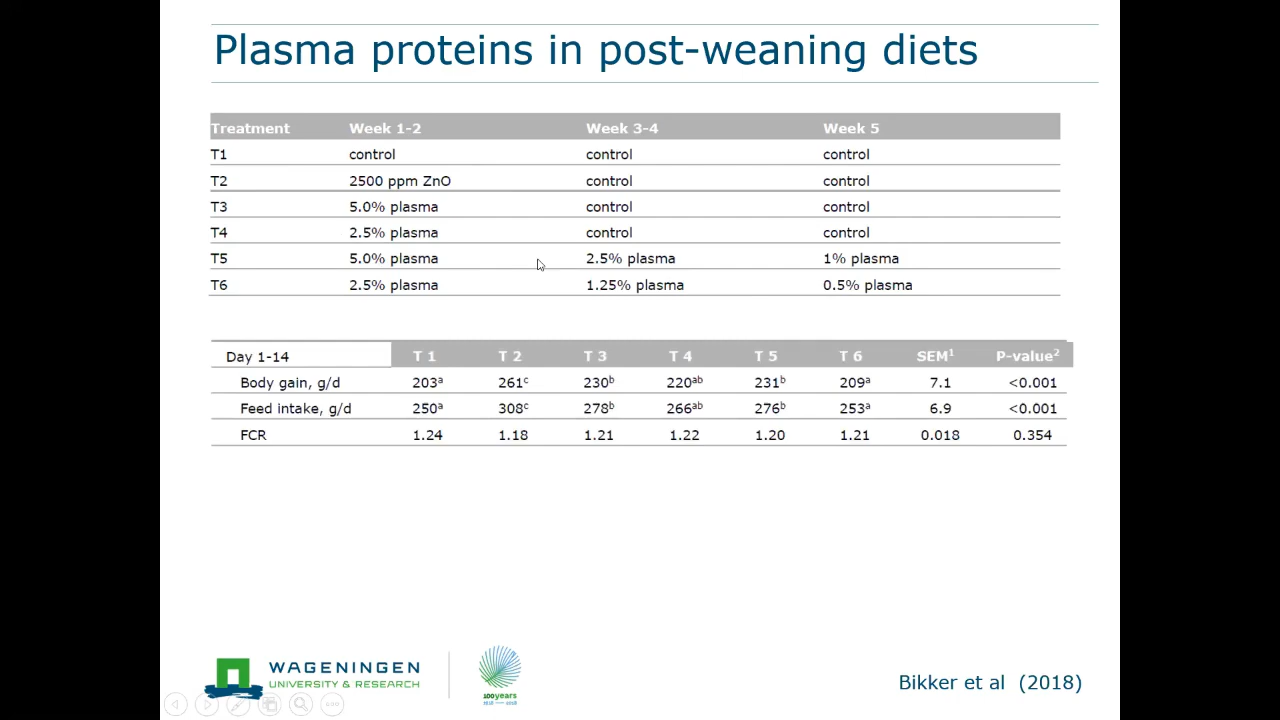 Plasma proteins in post-weaning diets
Treatment Week 1-2 Week 3-4 Week 5
T1 control control control
T2 2500 ppm ZnO control control
T3 5.0% plasma control control
T4 2.5% plasma control control
T5 5.0% plasma 2.5% plasma 1% plasma
T6 2.5% plasma 1.25% plasma 0.5% plasma
Day 1-14 T 1 T 2 T 3 T 4 T 5 T 6 SEM¹ P-value²
Body gain, g/d 203ᵃ 261ᶜ 230ᵇ 220ᵃᵇ 231ᵇ 209ᵃ 7.1 <0.001
Feed intake, g/d 250ᵃ 308ᶜ 278ᵇ 266ᵃᵇ 276ᵇ 253ᵃ 6.9 <0.001
FCR 1.24 1.18 1.21 1.22 1.20 1.21 0.018 0.354
WAGENINGEN
UNIVERSITY & RESEARCH
100years
1918 — 2018
Bikker et al (2018)